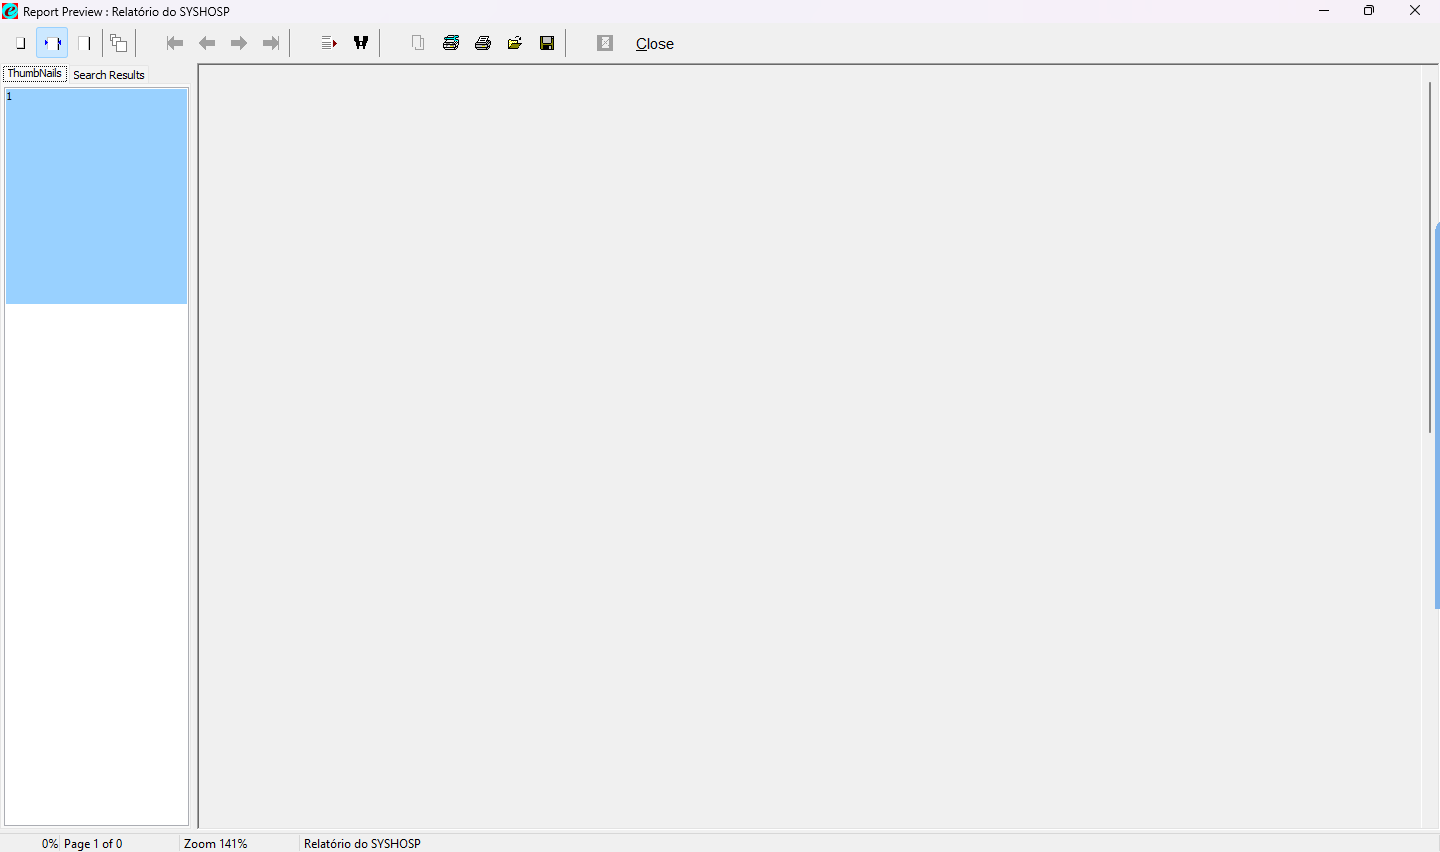 Report Preview : Relatório do SYSHOSP
Close
ThumbNails Search Results
1
0% Page 1 of 0 Zoom 141% Relatório do SYSHOSP